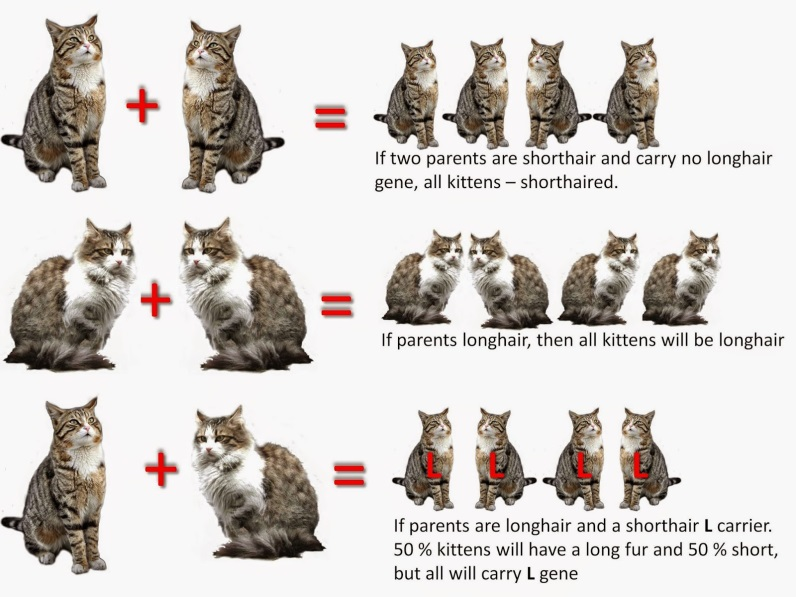 +
=
If two parents are shorthair and carry no longhair
gene, all kittens – shorthaired.
+
=
If parents longhair, then all kittens will be longhair
+
=
L L L L
If parents are longhair and a shorthair L carrier.
50 % kittens will have a long fur and 50 % short,
but all will carry L gene